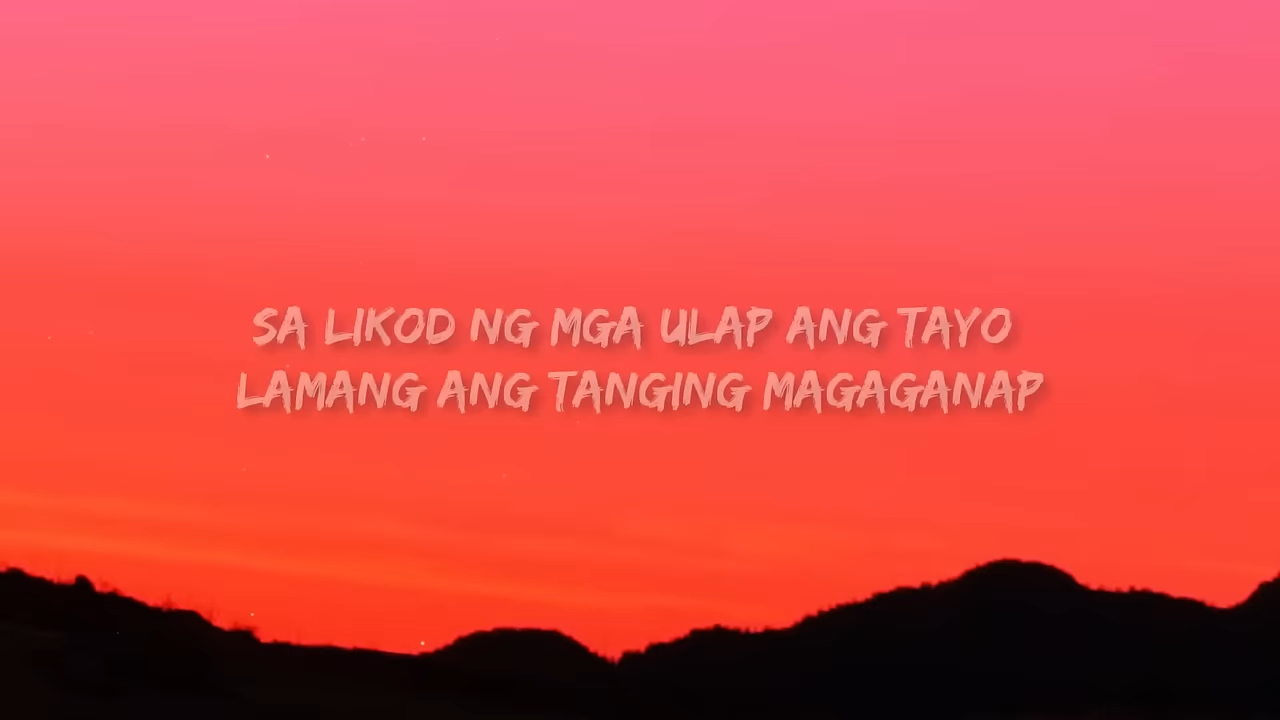 SA LIKOD NG MGA ULAP ANG TAYO
LAMANG ANG TANGING MAGAGANAP